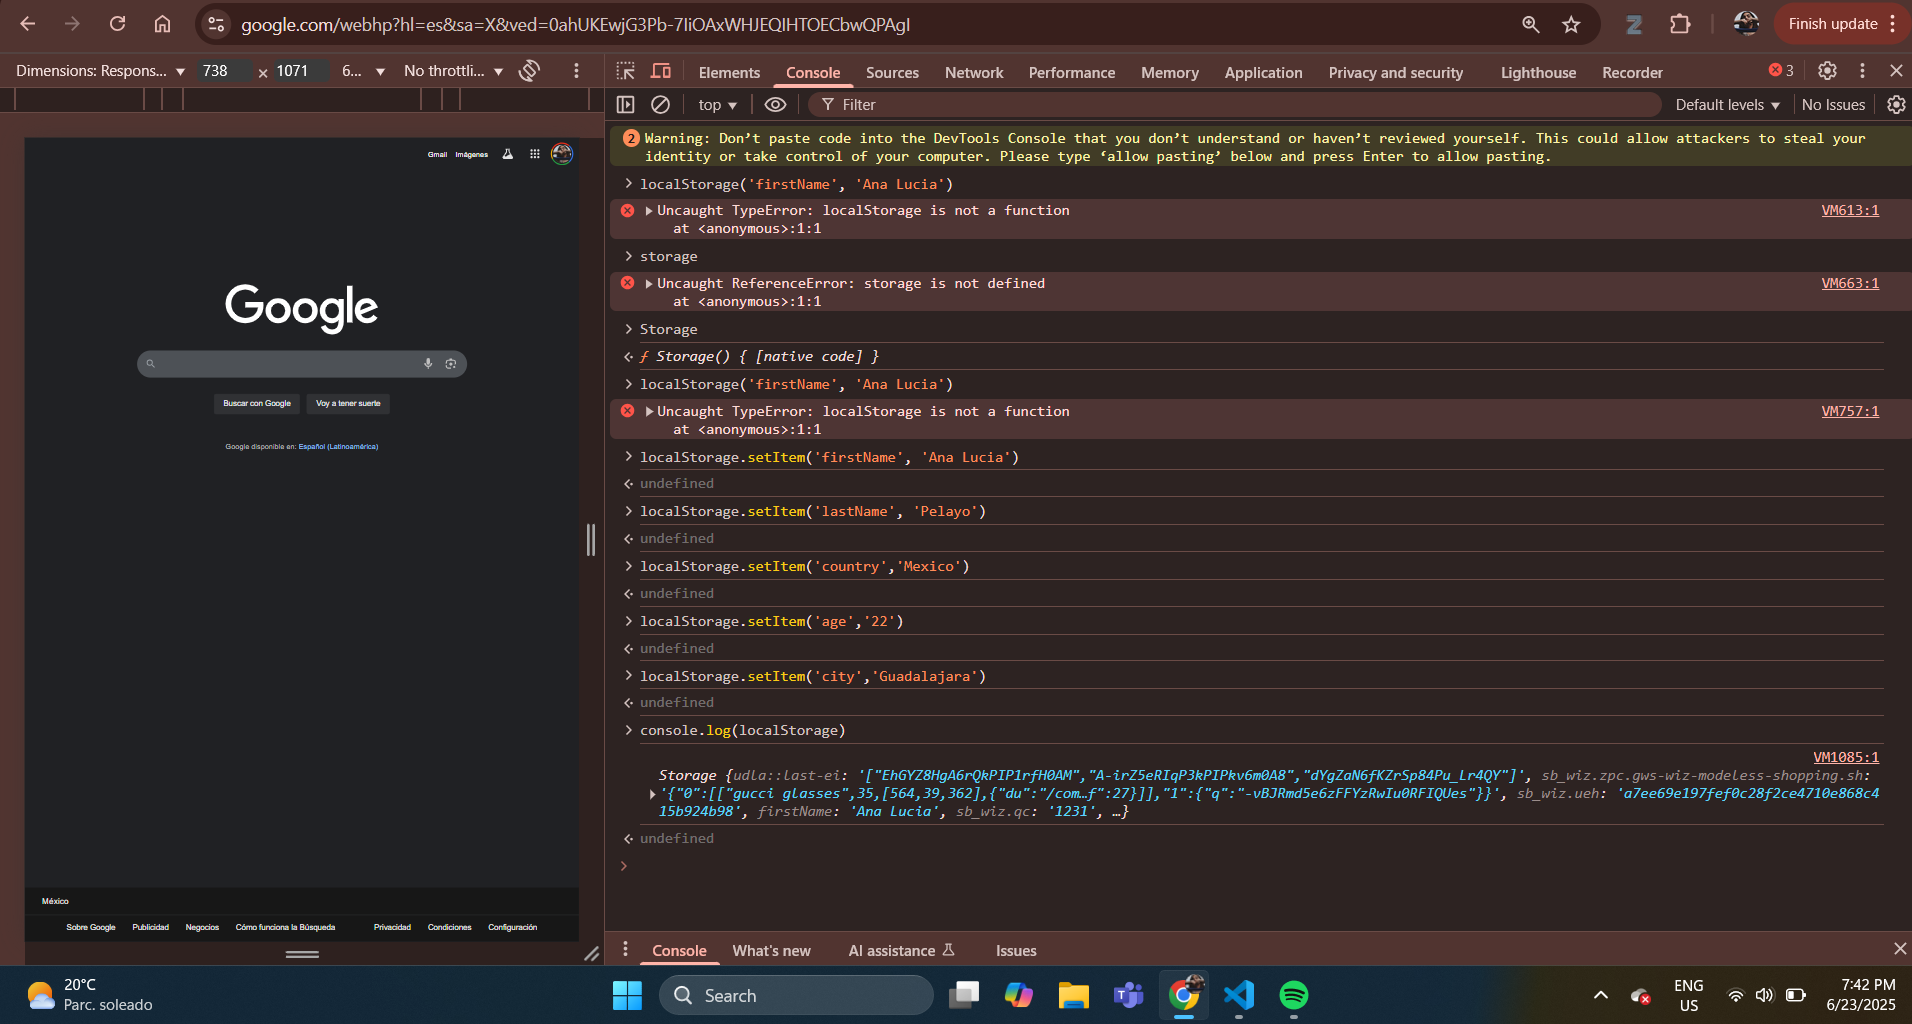 google.com/webhp?hl=es&sa=X&ved=0ahUKEwjG3Pb-7IiOAxWHJEQIHTOECbwQPAgI
Finish update
Dimensions: Respons...
738
x
1071
6...
No throttli...
Elements
Console
Sources
Network
Performance
Memory
Application
Privacy and security
Lighthouse
Recorder
3
top
Filter
Default levels
No Issues
Gmail
Imágenes
Google
Buscar con Google
Voy a tener suerte
Google disponible en: Español (Latinoamérica)
México
Sobre Google
Publicidad
Negocios
Cómo funciona la Búsqueda
Privacidad
Condiciones
Configuración
2
Warning: Don’t paste code into the DevTools Console that you don’t understand or haven’t reviewed yourself. This could allow attackers to steal your
identity or take control of your computer. Please type ‘allow pasting’ below and press Enter to allow pasting.
localStorage('firstName', 'Ana Lucia')
Uncaught TypeError: localStorage is not a function
VM613:1
at <anonymous>:1:1
storage
Uncaught ReferenceError: storage is not defined
VM663:1
at <anonymous>:1:1
Storage
ƒ Storage() { [native code] }
localStorage('firstName', 'Ana Lucia')
Uncaught TypeError: localStorage is not a function
VM757:1
at <anonymous>:1:1
localStorage.setItem('firstName', 'Ana Lucia')
undefined
localStorage.setItem('lastName', 'Pelayo')
undefined
localStorage.setItem('country','Mexico')
undefined
localStorage.setItem('age','22')
undefined
localStorage.setItem('city','Guadalajara')
undefined
console.log(localStorage)
VM1085:1
Storage {udla::last-ei: '["EhGYZ8HgA6rQkPIP1rfH0AM","A-irZ5eRIqP3kPIPkv6m0A8","dYgZaN6fKZrSp84Pu_Lr4QY"]', sb_wiz.zpc.gws-wiz-modeless-shopping.sh:
'{"0":[["gucci glasses",35,[564,39,362],{"du":"/com…f":27}]],"1":{"q":"-vBJRmd5e6zFFYzRwIu0RFIQUes"}}', sb_wiz.ueh: 'a7ee69e197fef0c28f2ce4710e868c4
15b924b98', firstName: 'Ana Lucia', sb_wiz.qc: '1231', …}
undefined
Console
What's new
AI assistance
Issues
20°C
Parc. soleado
Search
ENG
US
7:42 PM
6/23/2025